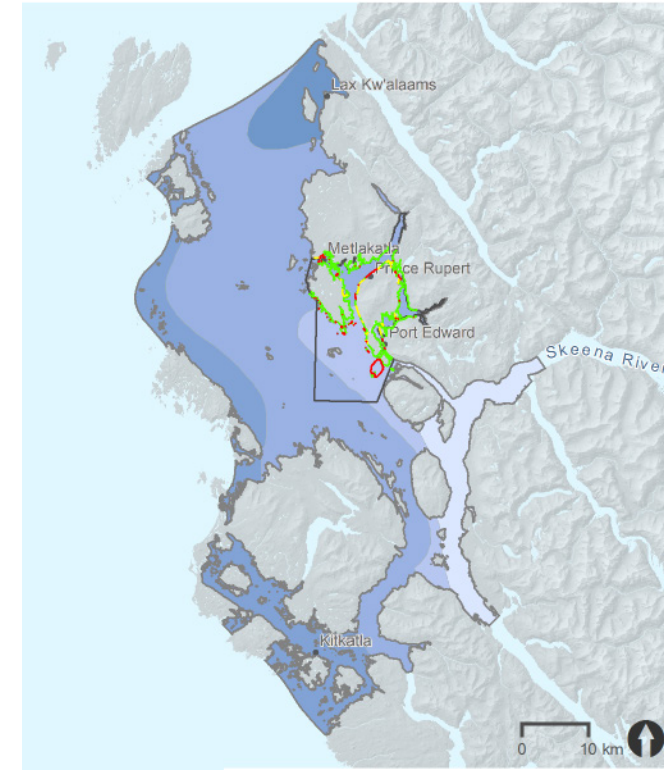 Lax Kw'alaams
Metlakatla
Prince Rupert
Port Edward
Skeena River
Kitkatla
0 10 km